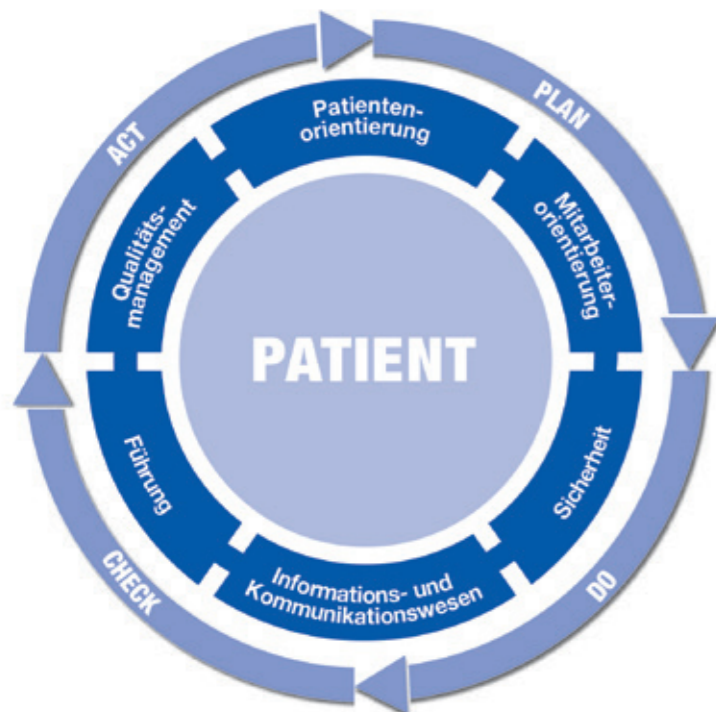 PLAN
DO
CHECK
ACT
Patienten-
orientierung
Mitarbeiter-
orientierung
Sicherheit
Informations- und
Kommunikationswesen
Führung
Qualitäts-
management
PATIENT